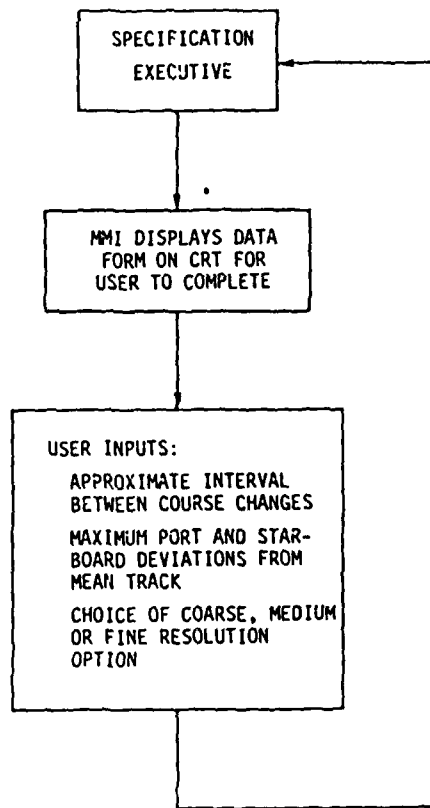 SPECIFICATION
EXECUTIVE
MMI DISPLAYS DATA
FORM ON CRT FOR
USER TO COMPLETE
USER INPUTS:
APPROXIMATE INTERVAL
BETWEEN COURSE CHANGES
MAXIMUM PORT AND STAR-
BOARD DEVIATIONS FROM
MEAN TRACK
CHOICE OF COARSE, MEDIUM
OR FINE RESOLUTION
OPTION